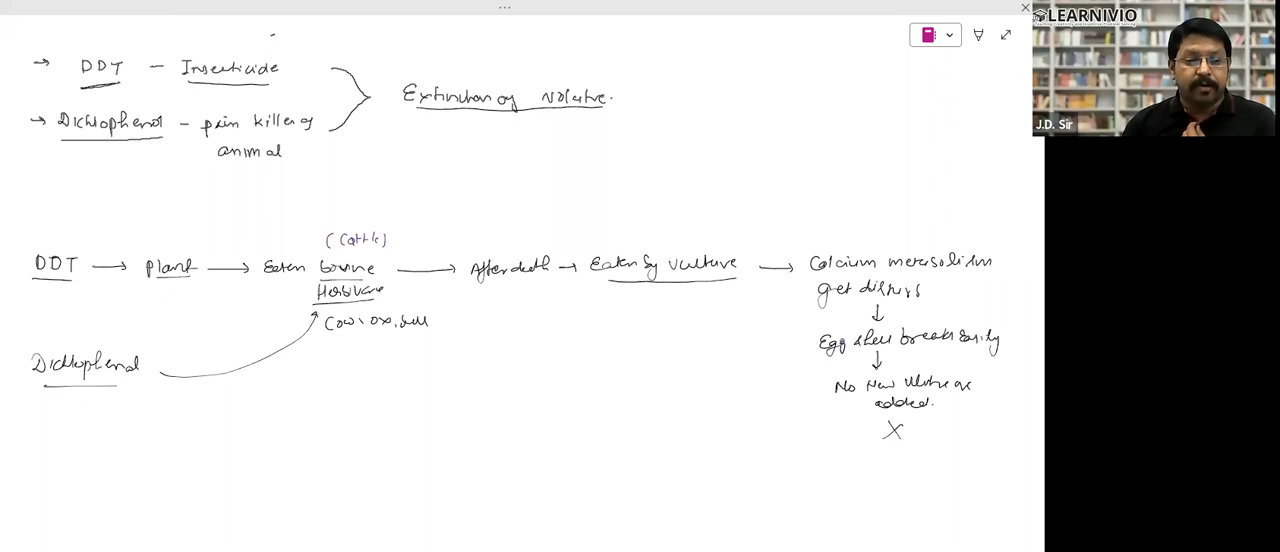 LEARNIVIO
J.D. Sir
→ DDT - Insecticide
→ Dichlophenol - pain killer of animal
Extinction of
(Cattle)
DDT → Plant → Eaten bovine → After death → Eaten by vulture → Calcium metabolism
Herbivore
get disturb
Cow, ox, bull
↓
Egg shell break easily
Dichlophenol
↓
No New vulture are
added.
X